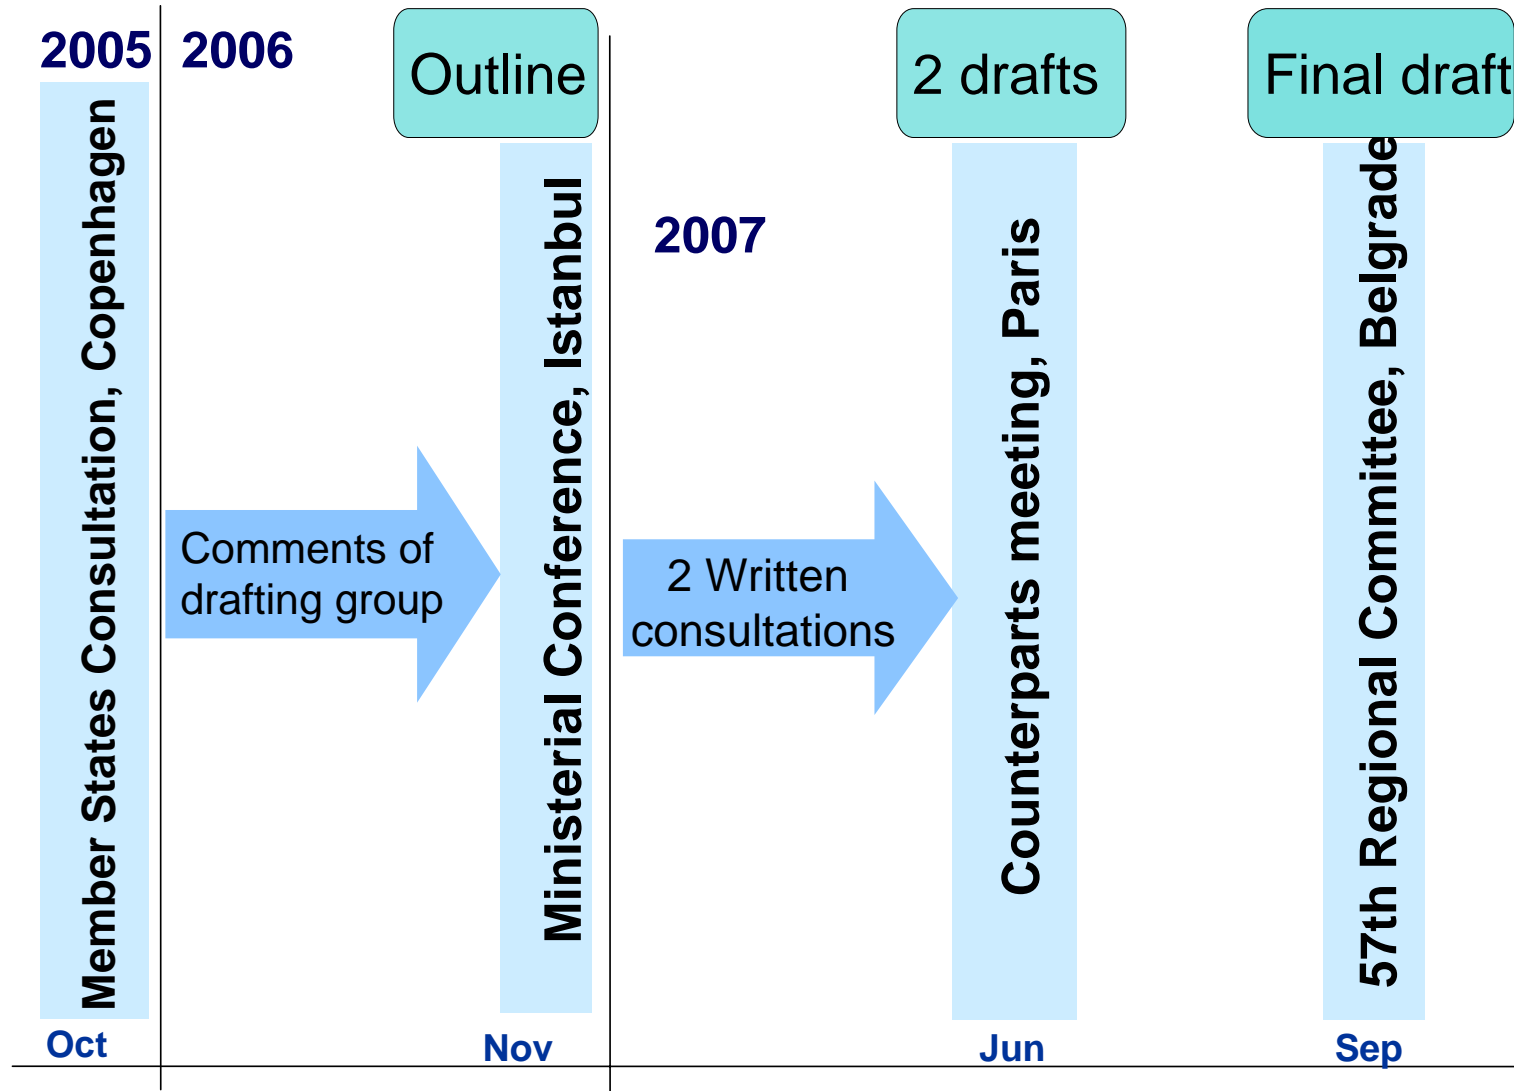 2005
2006
Outline
2 drafts
Final draft
2007
Member States Consultation, Copenhagen
Comments of
drafting group
Ministerial Conference, Istanbul
2 Written
consultations
Counterparts meeting, Paris
57th Regional Committee, Belgrade
Oct
Nov
Jun
Sep